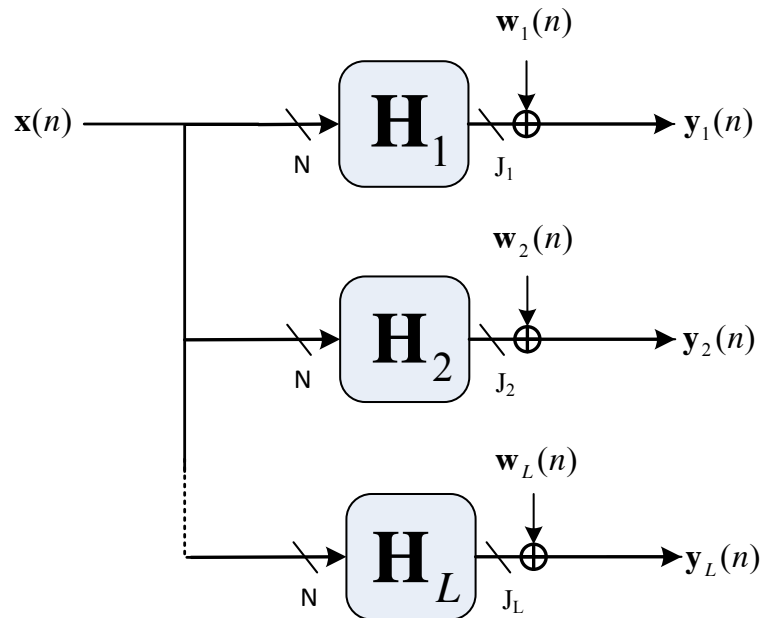 w₁(n)
x(n)
H₁
y₁(n)
N
J₁
w₂(n)
H₂
y₂(n)
N
J₂
w_L(n)
H_L
y_L(n)
N
J_L